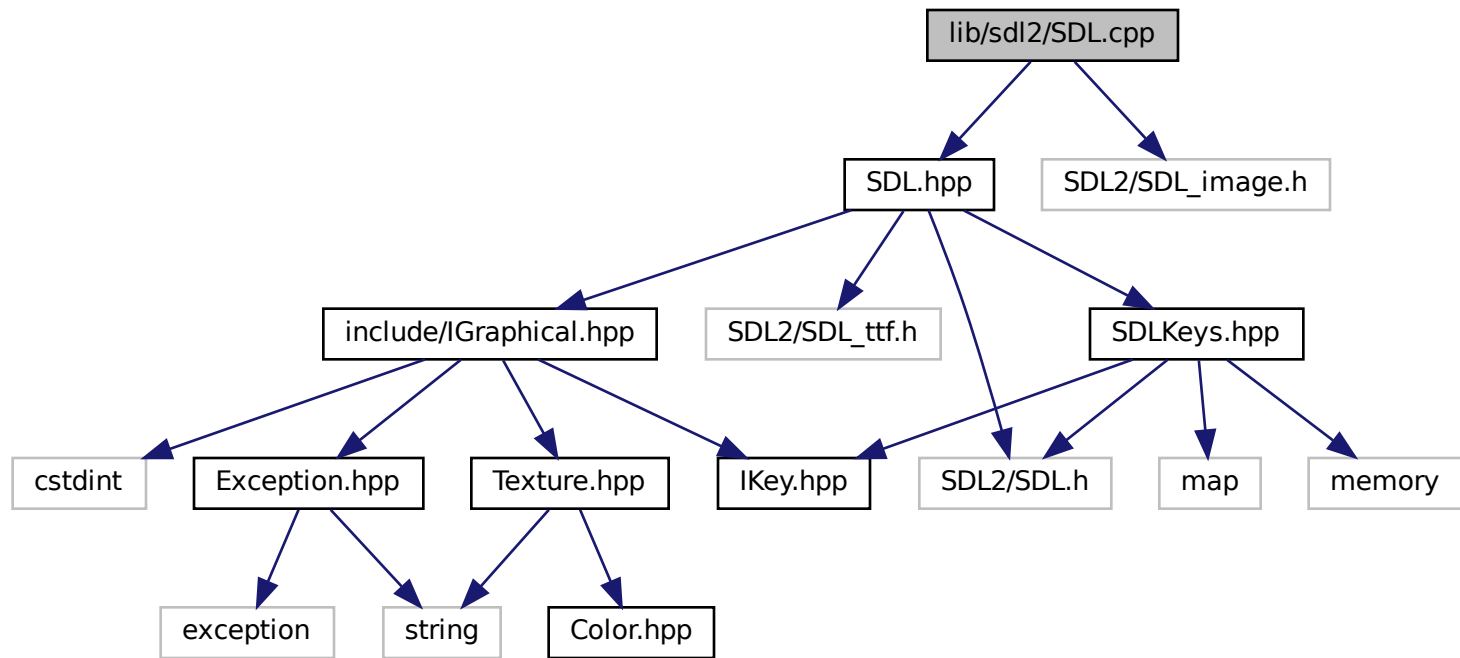 lib/sdl2/SDL.cpp
SDL.hpp
SDL2/SDL_image.h
include/IGraphical.hpp
SDL2/SDL_ttf.h
SDLKeys.hpp
cstdint
Exception.hpp
Texture.hpp
IKey.hpp
SDL2/SDL.h
map
memory
exception
string
Color.hpp